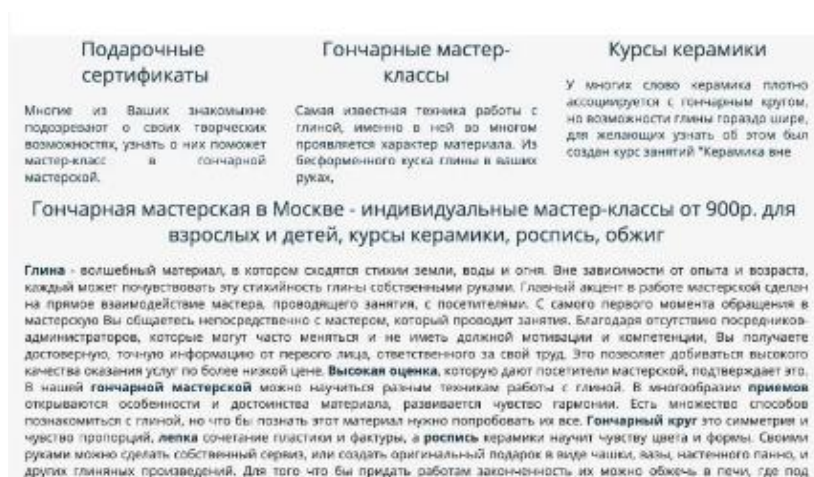 Подарочные
сертификаты
Многие из Ваших знакомыхне
подозревают о своих творческих
возможностях, узнать о них поможет
мастер-класс в гончарной
мастерской.
Гончарные мастер-
классы
Самая известная техника работы с
глиной, именно в ней во многом
проявляется характер материала. Из
бесформенного куска глины в ваших
руках,
Курсы керамики
У многих слово керамика плотно
ассоциируется с гончарным кругом,
но возможности глины гораздо шире,
для желающих узнать об этом был
создан курс занятий "Керамика вне
Гончарная мастерская в Москве - индивидуальные мастер-классы от 900р. для
взрослых и детей, курсы керамики, роспись, обжиг
Глина - волшебный материал, в котором сходятся стихии земли, воды и огня. Вне зависимости от опыта и возраста,
каждый может почувствовать эту стихийность глины собственными руками. Главный акцент в работе мастерской сделан
на прямое взаимодействие мастера, проводящего занятия, с посетителями. С самого первого момента обращения в
мастерскую Вы общаетесь непосредственно с мастером, который проводит занятия. Благодаря отсутствию посредников-
администраторов, которые могут часто меняться и не иметь должной мотивации и компетенции, Вы получаете
достоверную, точную информацию от первого лица, ответственного за свой труд. Это позволяет добиваться высокого
качества оказания услуг по более низкой цене. Высокая оценка, которую дают посетители мастерской, подтверждает это.
В нашей гончарной мастерской можно научиться разным техникам работы с глиной. В многообразии приемов
открываются особенности и достоинства материала, развивается чувство гармонии. Есть множество способов
познакомиться с глиной, но что бы познать этот материал нужно попробовать их все. Гончарный круг это симметрия и
чувство пропорций, лепка сочетание пластики и фактуры, а роспись керамики научит чувству цвета и формы. Своими
руками можно сделать собственный сервиз, или создать оригинальный подарок в виде чашки, вазы, настенного панно, и
других глиняных произведений. Для того что бы придать работам законченность их можно обжечь в печи, где под